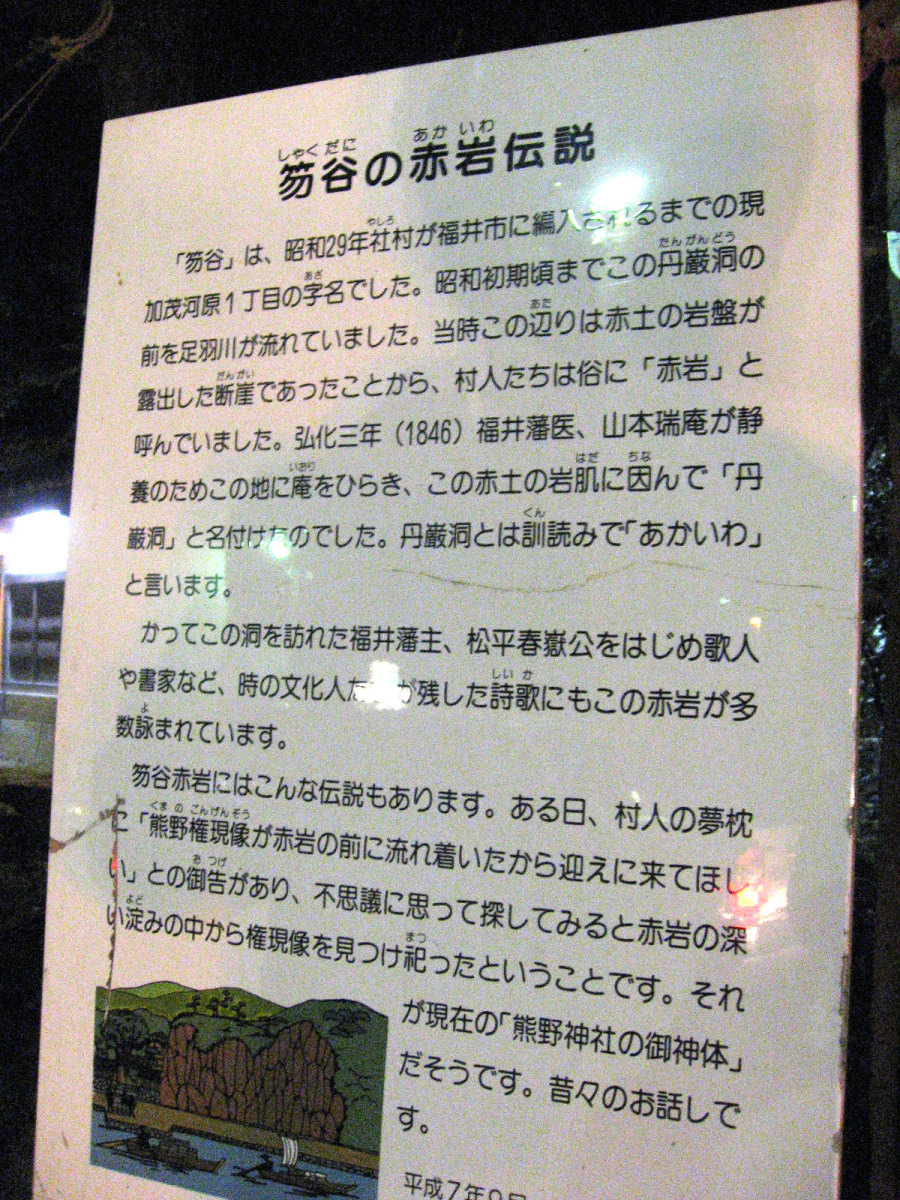 笏谷の赤岩伝説
「笏谷」は、昭和29年社村が福井市に編入されるまでの現
加茂河原1丁目の字名でした。昭和初期頃までこの丹巌洞の
前を足羽川が流れていました。当時この辺りは赤土の岩盤が
露出した断崖であったことから、村人たちは俗に「赤岩」と
呼んでいました。弘化三年（1846）福井藩医、山本瑞庵が静
養のためこの地に庵をひらき、この赤土の岩肌に因んで「丹
巌洞」と名付けたのでした。丹巌洞とは訓読みで「あかいわ」
と言います。
かってこの洞を訪れた福井藩主、松平春嶽公をはじめ歌人
や書家など、時の文化人たちが残した詩歌にもこの赤岩が多
数詠まれています。
笏谷赤岩にはこんな伝説もあります。ある日、村人の夢枕
に「熊野権現像が赤岩の前に流れ着いたから迎えに来てほし
い」との御告があり、不思議に思って探してみると赤岩の深
い淀みの中から権現像を見つけ祀ったということです。それ
が現在の「熊野神社の御神体」
だそうです。昔々のお話しで
す。
平成7年9月